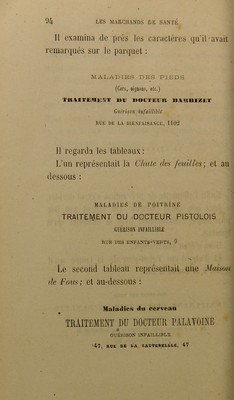 94 LES MARCHANDS DE SANTÉ
Il examina de près les caractères qu'il avait
remarqués sur le parquet :
MALADIES DES PIEDS
(Cors, oignons, etc.)
TRAITEMENT DU DOCTEUR BARBIZET
Guérison infaillible
RUE DE LA BIENFAISANCE, 1102
Il regarda les tableaux :
L'un représentait la Chute des feuilles ; et au
dessous :
MALADIES DE POITRINE
TRAITEMENT DU DOCTEUR PISTOLOIS
GUÉRISON INFAILLIBLE
RUE DES ENFANTS-VERTS, 9
Le second tableau représentait une Maison
de Fous ; et au-dessous :
Maladies du cerveau
TRAITEMENT DU DOCTEUR PALAVOINE
GUÉRISON INFAILLIBLE
47, RUE DE LA SAUTERELLE, 47